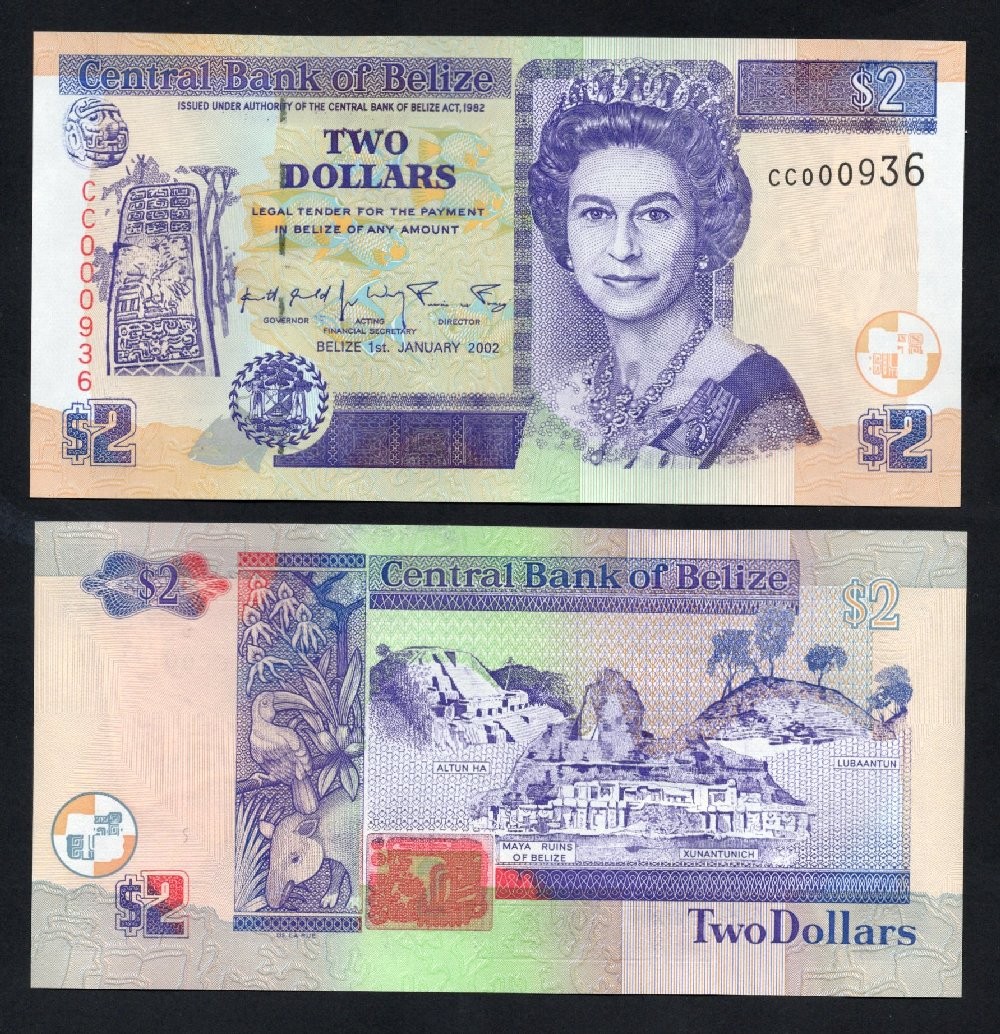 Central Bank of Belize
$2
ISSUED UNDER AUTHORITY OF THE CENTRAL BANK OF BELIZE ACT, 1982
TWO
DOLLARS
CC000936
CC000936
LEGAL TENDER FOR THE PAYMENT
IN BELIZE OF ANY AMOUNT
GOVERNOR
ACTING
FINANCIAL SECRETARY
DIRECTOR
BELIZE 1st. JANUARY 2002
$2
$2
$2
Central Bank of Belize
$2
ALTUN HA
LUBAANTUN
MAYA RUINS
OF BELIZE
XUNANTUNICH
$2
Two Dollars
DE LA RUE